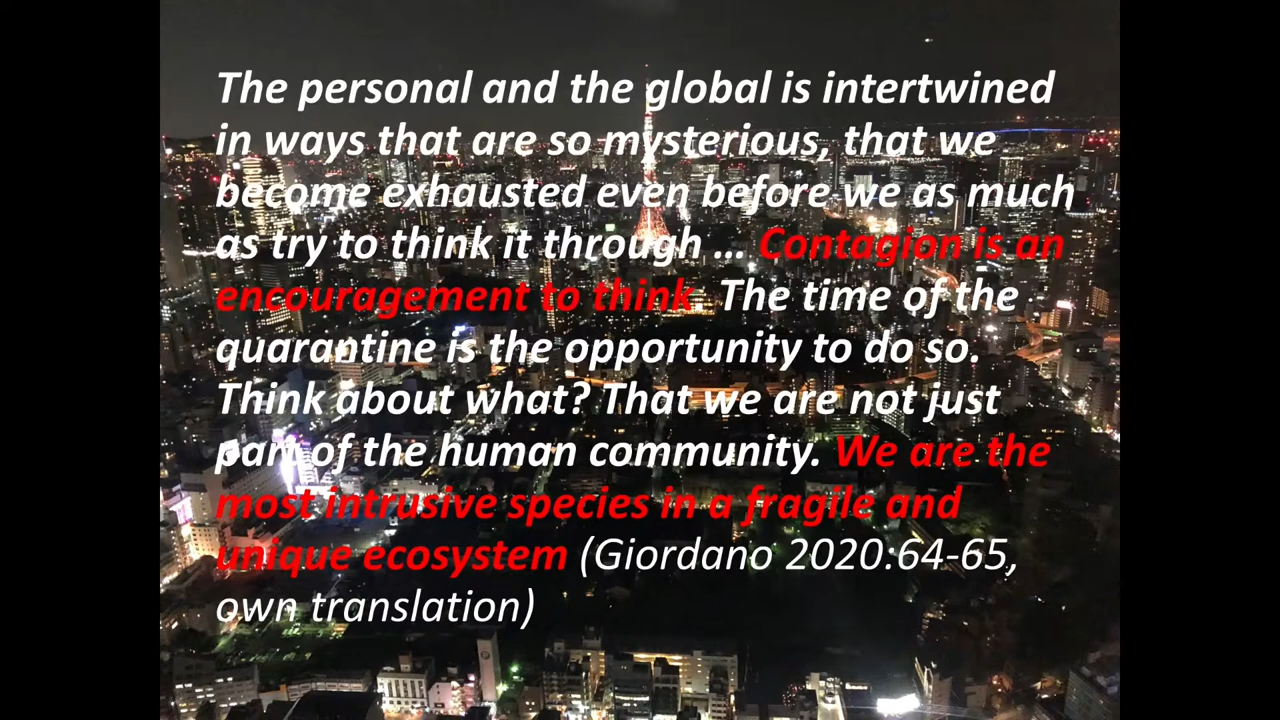 The personal and the global is intertwined
in ways that are so mysterious, that we
become exhausted even before we as much
as try to think it through ... Contagion is an
encouragement to think. The time of the
quarantine is the opportunity to do so.
Think about what? That we are not just
part of the human community. We are the
most intrusive species in a fragile and
unique ecosystem (Giordano 2020:64-65,
own translation)